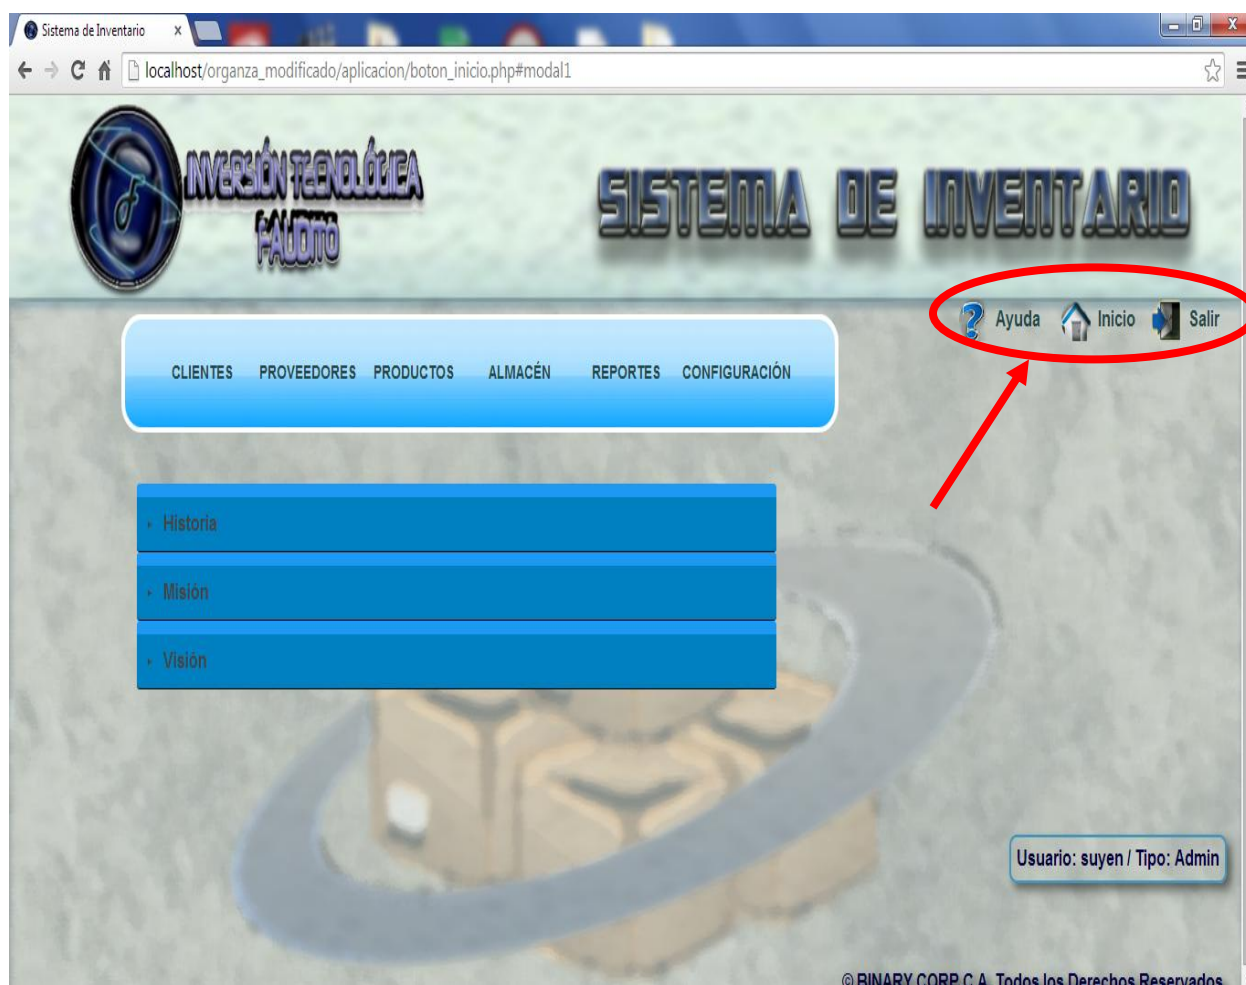 Sistema de Inventario
localhost/organza_modificado/aplicacion/boton_inicio.php#modal1
INVERSIÓN TECNOLÓGICA
F-AUDITO
SISTEMA DE INVENTARIO
Ayuda Inicio Salir
CLIENTES PROVEEDORES PRODUCTOS ALMACÉN REPORTES CONFIGURACIÓN
Historia
Misión
Visión
Usuario: suyen / Tipo: Admin
© BINARY CORP C.A. Todos los Derechos Reservados